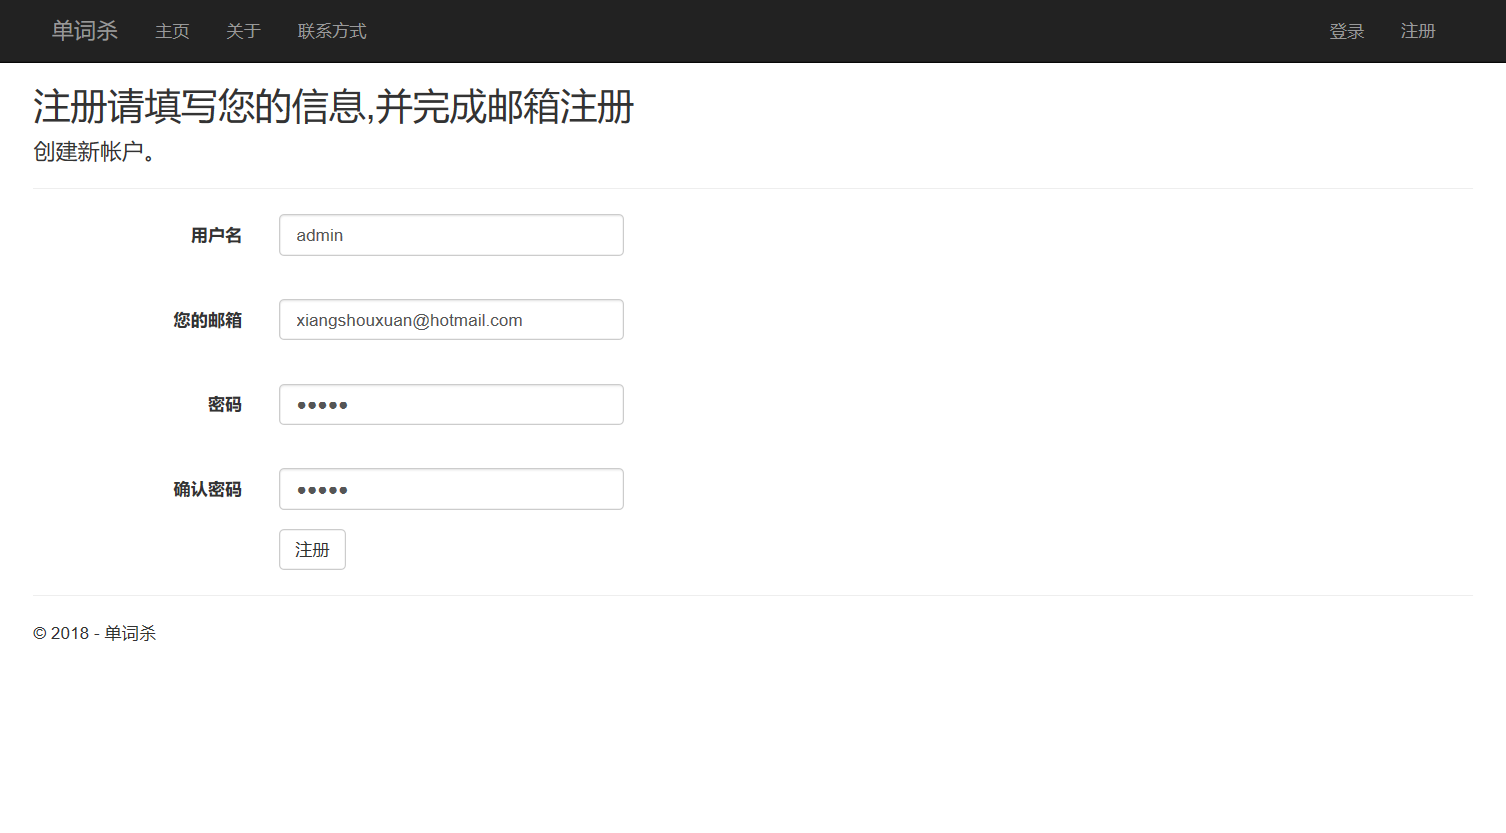 单词杀 主页 关于 联系方式 登录 注册
注册请填写您的信息,并完成邮箱注册
创建新帐户。
用户名 admin
您的邮箱 xiangshouxuan@hotmail.com
密码 •••••
确认密码 •••••
注册
© 2018 - 单词杀